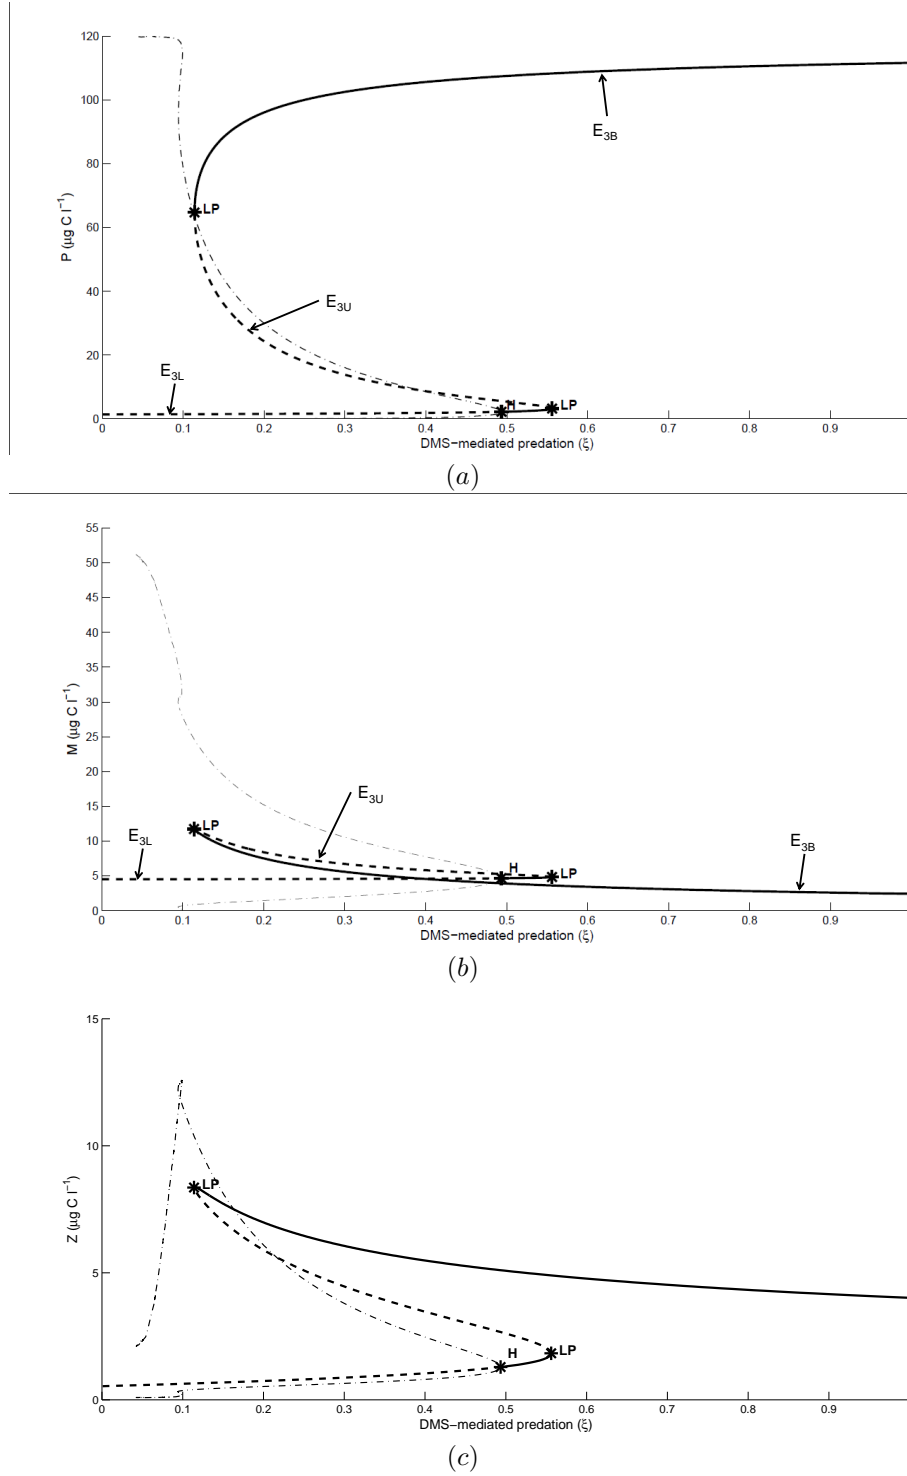 120
100
80
60
40
20
0
P (μg C l⁻¹)
E3B
LP
E3U
E3L
H
LP
0 0.1 0.2 0.3 0.4 0.5 0.6 0.7 0.8 0.9
DMS−mediated predation (ξ)
(a)
55
50
45
40
35
30
25
20
15
10
5
0
M (μg C l⁻¹)
E3L
LP
E3U
H
LP
E3B
0 0.1 0.2 0.3 0.4 0.5 0.6 0.7 0.8 0.9
DMS−mediated predation (ξ)
(b)
15
10
5
0
Z (μg C l⁻¹)
LP
H
LP
0 0.1 0.2 0.3 0.4 0.5 0.6 0.7 0.8 0.9
DMS−mediated predation (ξ)
(c)